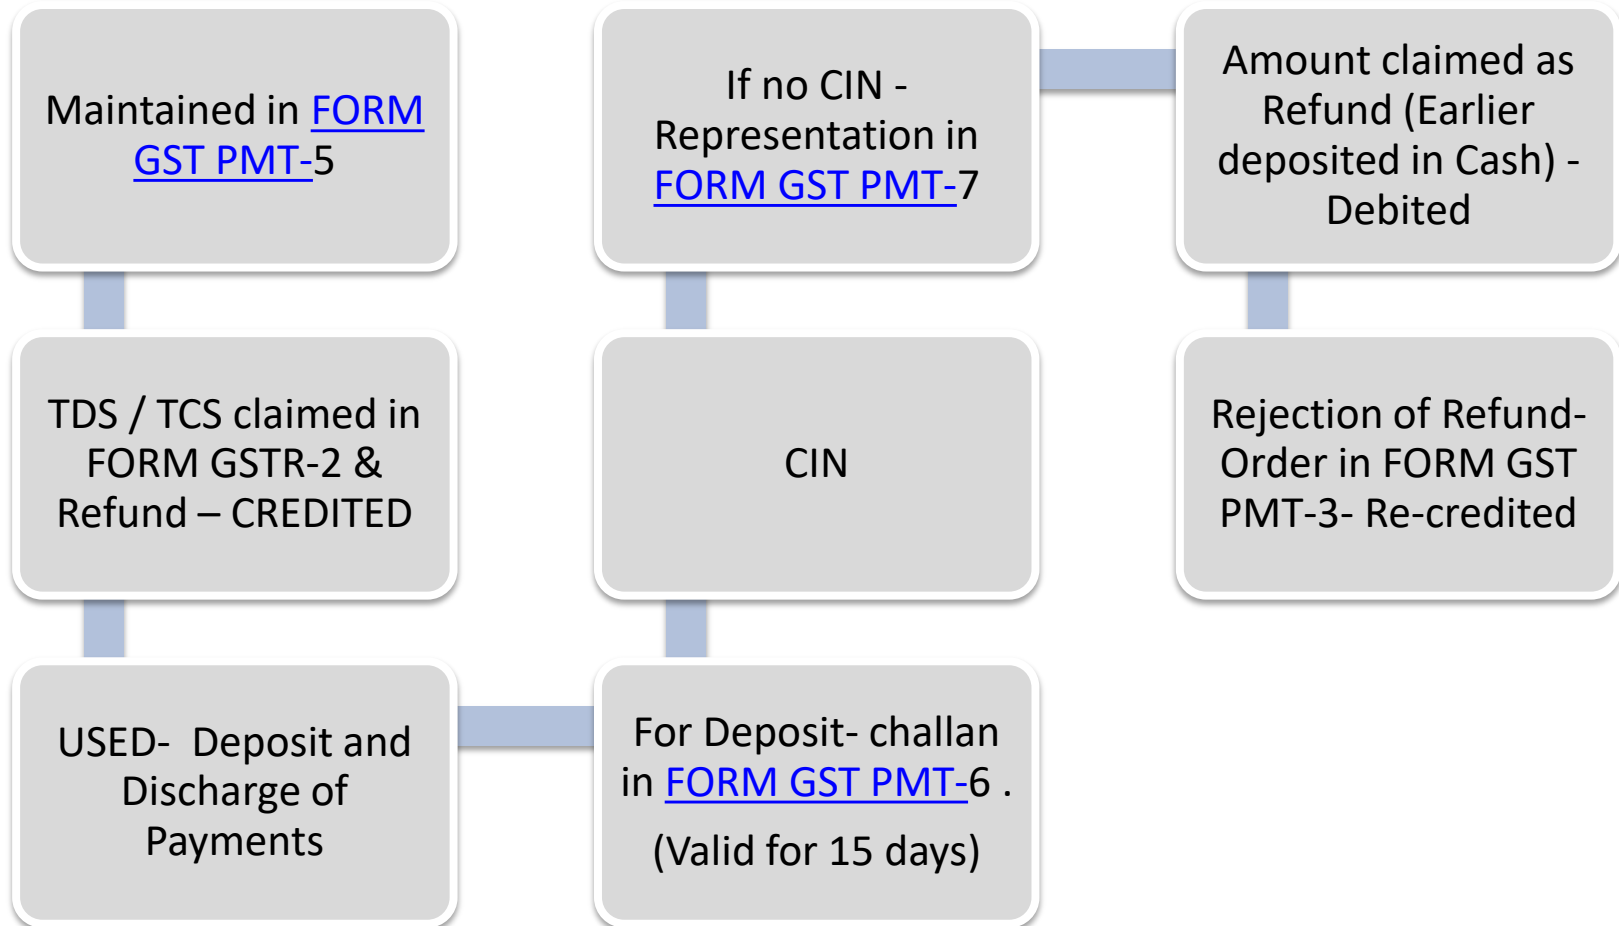 Maintained in FORM
GST PMT-5
TDS / TCS claimed in
FORM GSTR-2 &
Refund – CREDITED
USED-  Deposit and
Discharge of
Payments
For Deposit- challan
in FORM GST PMT-6 .
(Valid for 15 days)
CIN
If no CIN -
Representation in
FORM GST PMT-7
Amount claimed as
Refund (Earlier
deposited in Cash) -
Debited
Rejection of Refund-
Order in FORM GST
PMT-3- Re-credited